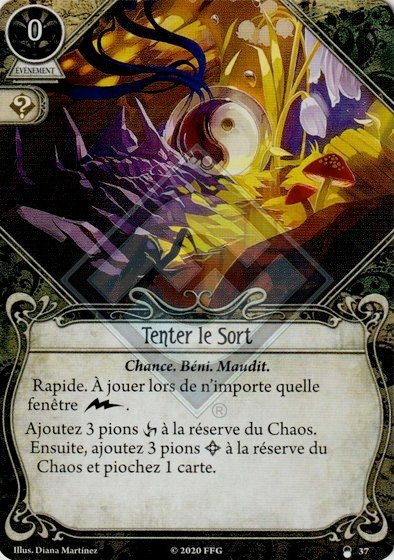 0
ÉVÉNEMENT
?
Tenter le Sort
Chance. Béni. Maudit.
Rapide. À jouer lors de n'importe quelle
fenêtre .
Ajoutez 3 pions à la réserve du Chaos.
Ensuite, ajoutez 3 pions à la réserve du
Chaos et piochez 1 carte.
Illus. Diana Martínez © 2020 FFG 37